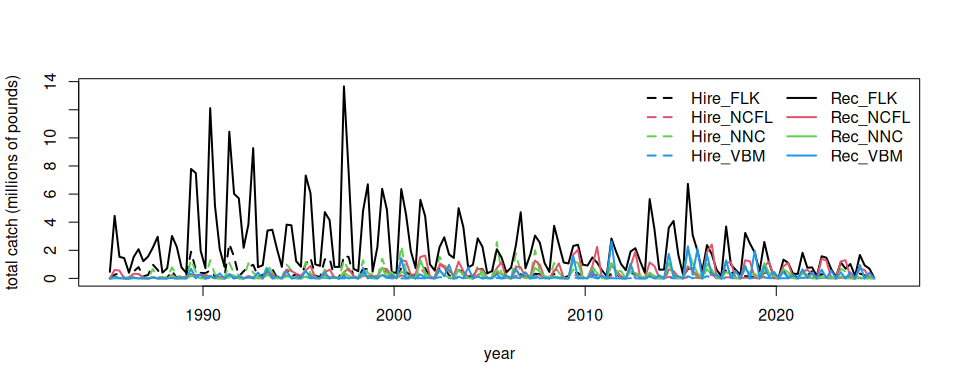 total catch (millions of pounds)
14
10
8
6
4
2
0
Hire_FLK Rec_FLK
Hire_NCFL Rec_NCFL
Hire_NNC Rec_NNC
Hire_VBM Rec_VBM
1990 2000 2010 2020
year